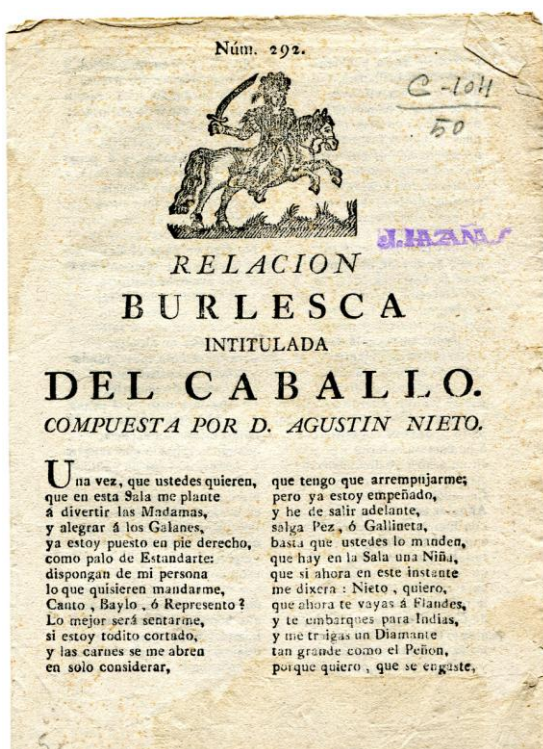 Núm. 292.
C-104
50
J. HAZAÑAS
RELACION
BURLESCA
INTITULADA
DEL CABALLO.
COMPUESTA POR D. AGUSTIN NIETO.
Una vez, que ustedes quieren,
que en esta Sala me plante
á divertir las Madamas,
y alegrar á los Galanes,
ya estoy puesto en pie derecho,
como palo de Estandarte:
dispongan de mi persona
lo que quisieren mandarme,
Canto, Baylo, ó Represento?
Lo mejor será sentarme,
si estoy todito cortado,
y las carnes se me abren
en solo considerar,
que tengo que arrempujarme;
pero ya estoy empeñado,
y he de salir adelante,
salga Pez, ó Gallineta,
basta que ustedes lo manden,
que hay en la Sala una Niña,
que si ahora en este instante
me dixera : Nieto, quiero,
que ahora te vayas á Flandes,
y te embarques para Indias,
y me traigas un Diamante
tan grande como el Peñon,
porque quiero, que se engaste,